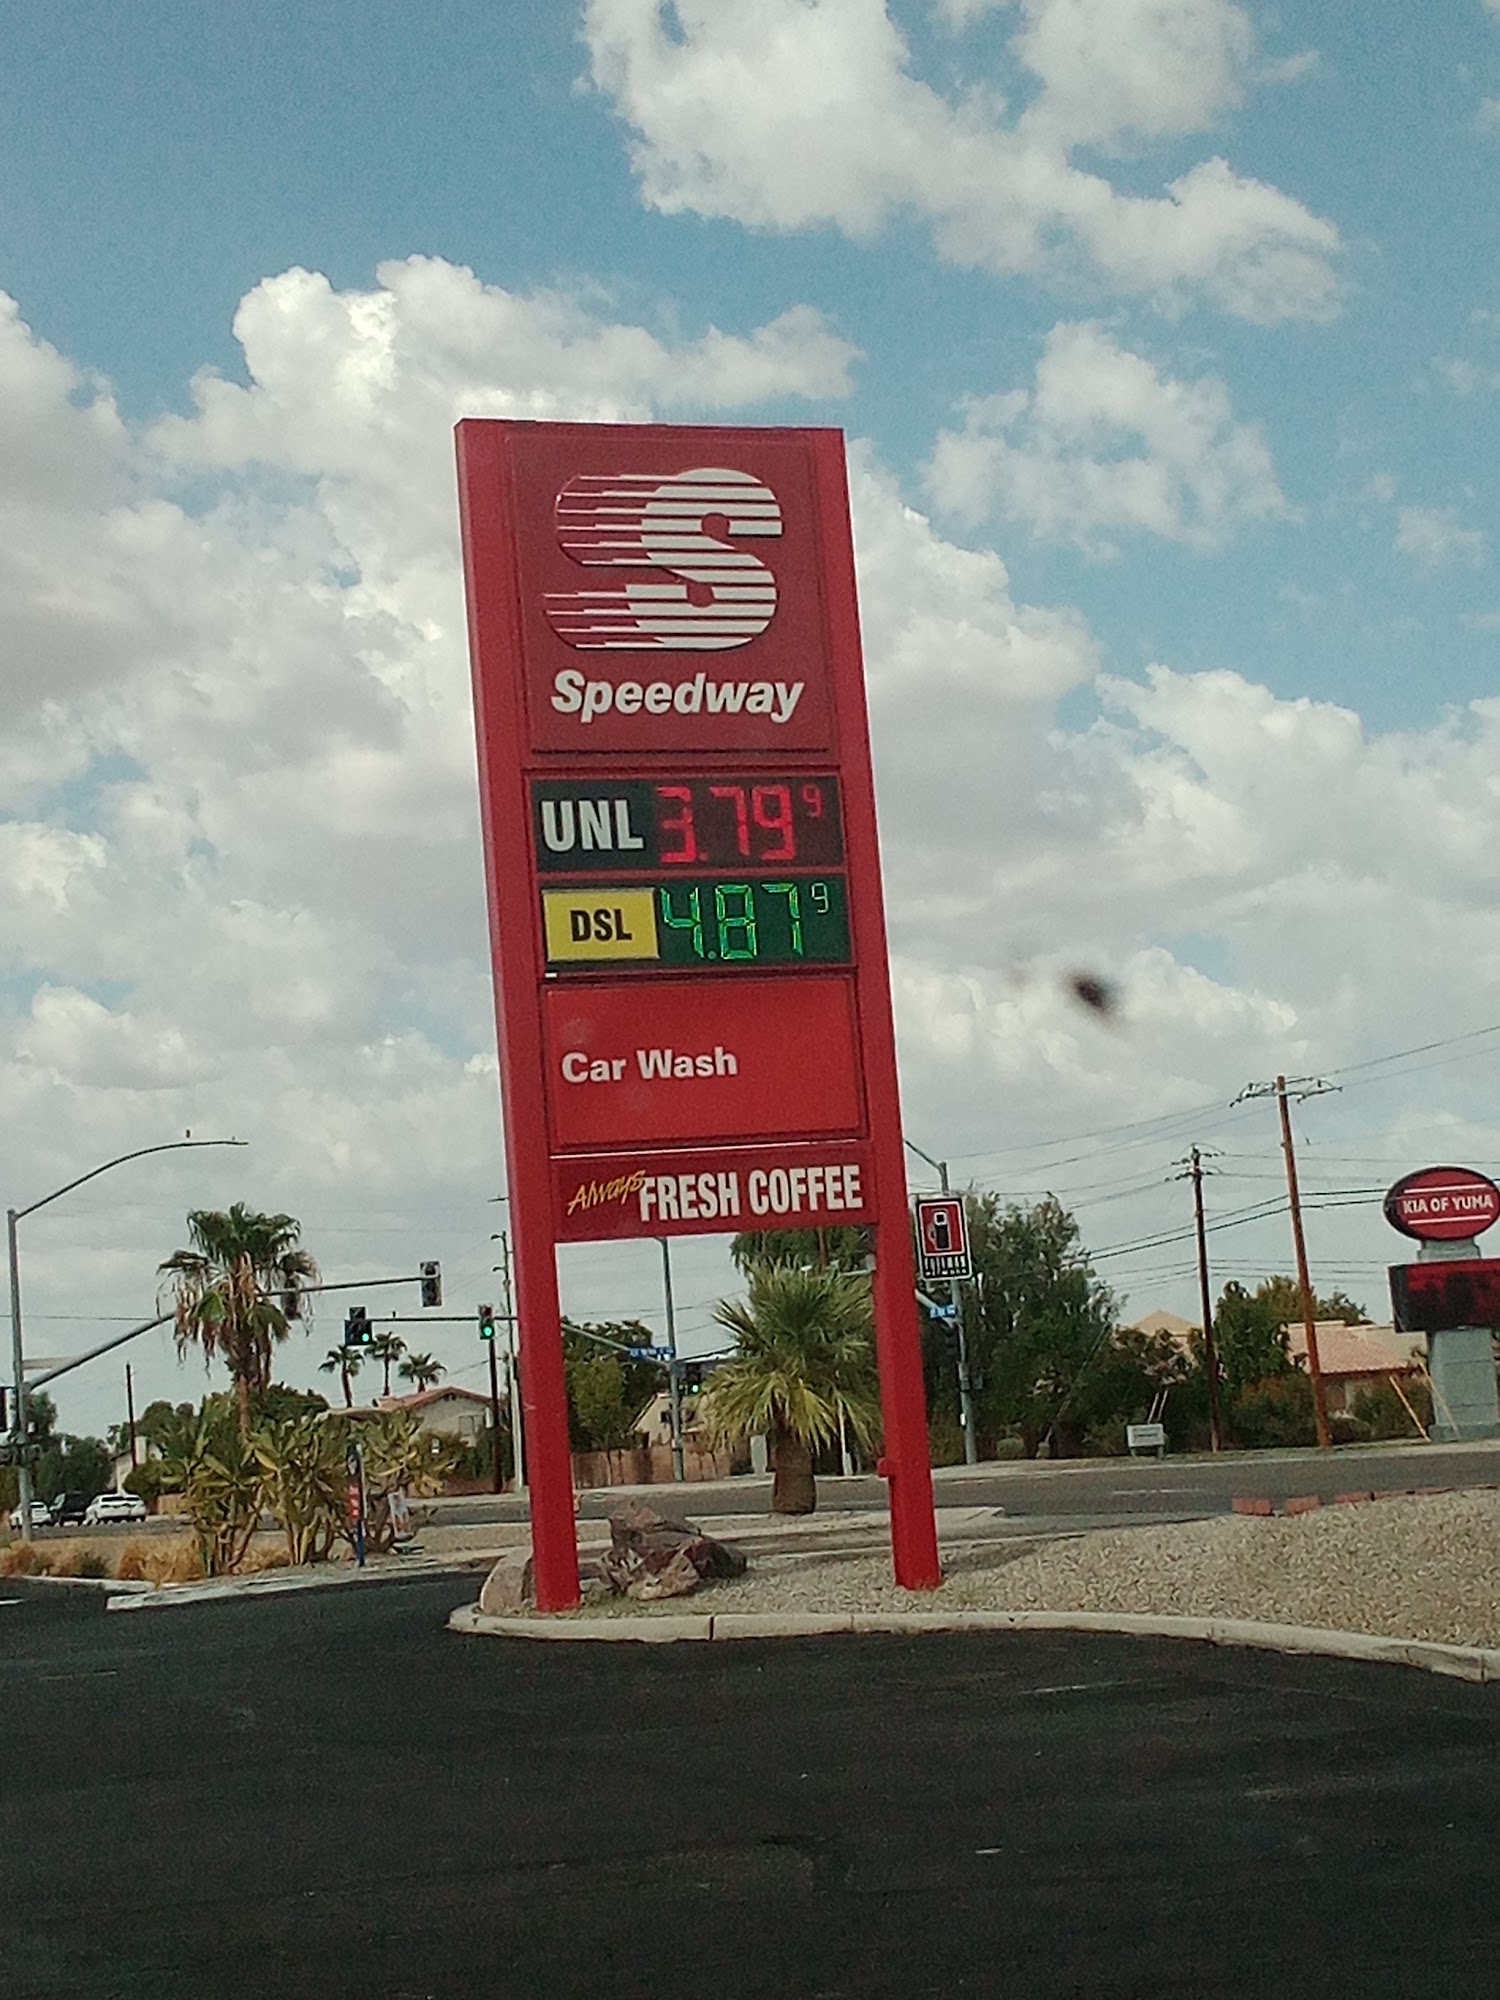 S
Speedway
UNL 3.79 9
DSL 4.87 9
Car Wash
Always FRESH COFFEE
KIA OF YUMA